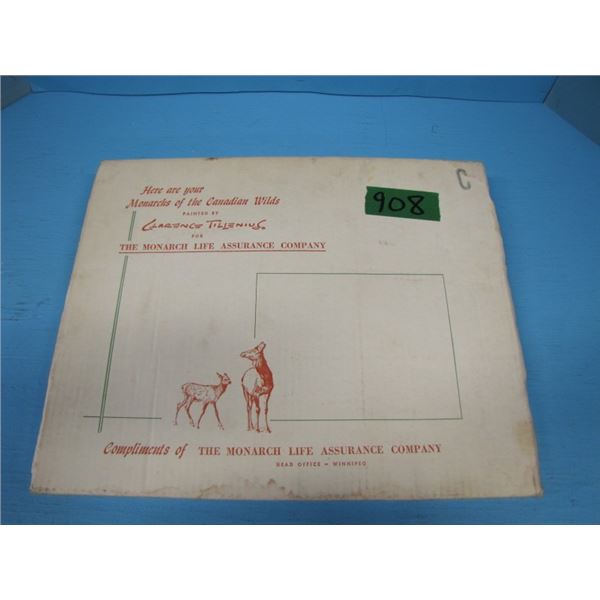 Here are your
Monarchs of the Canadian Wilds
PAINTED BY
CLARENCE TILLENIUS
FOR
THE MONARCH LIFE ASSURANCE COMPANY
C
908
Compliments of THE MONARCH LIFE ASSURANCE COMPANY
HEAD OFFICE – WINNIPEG